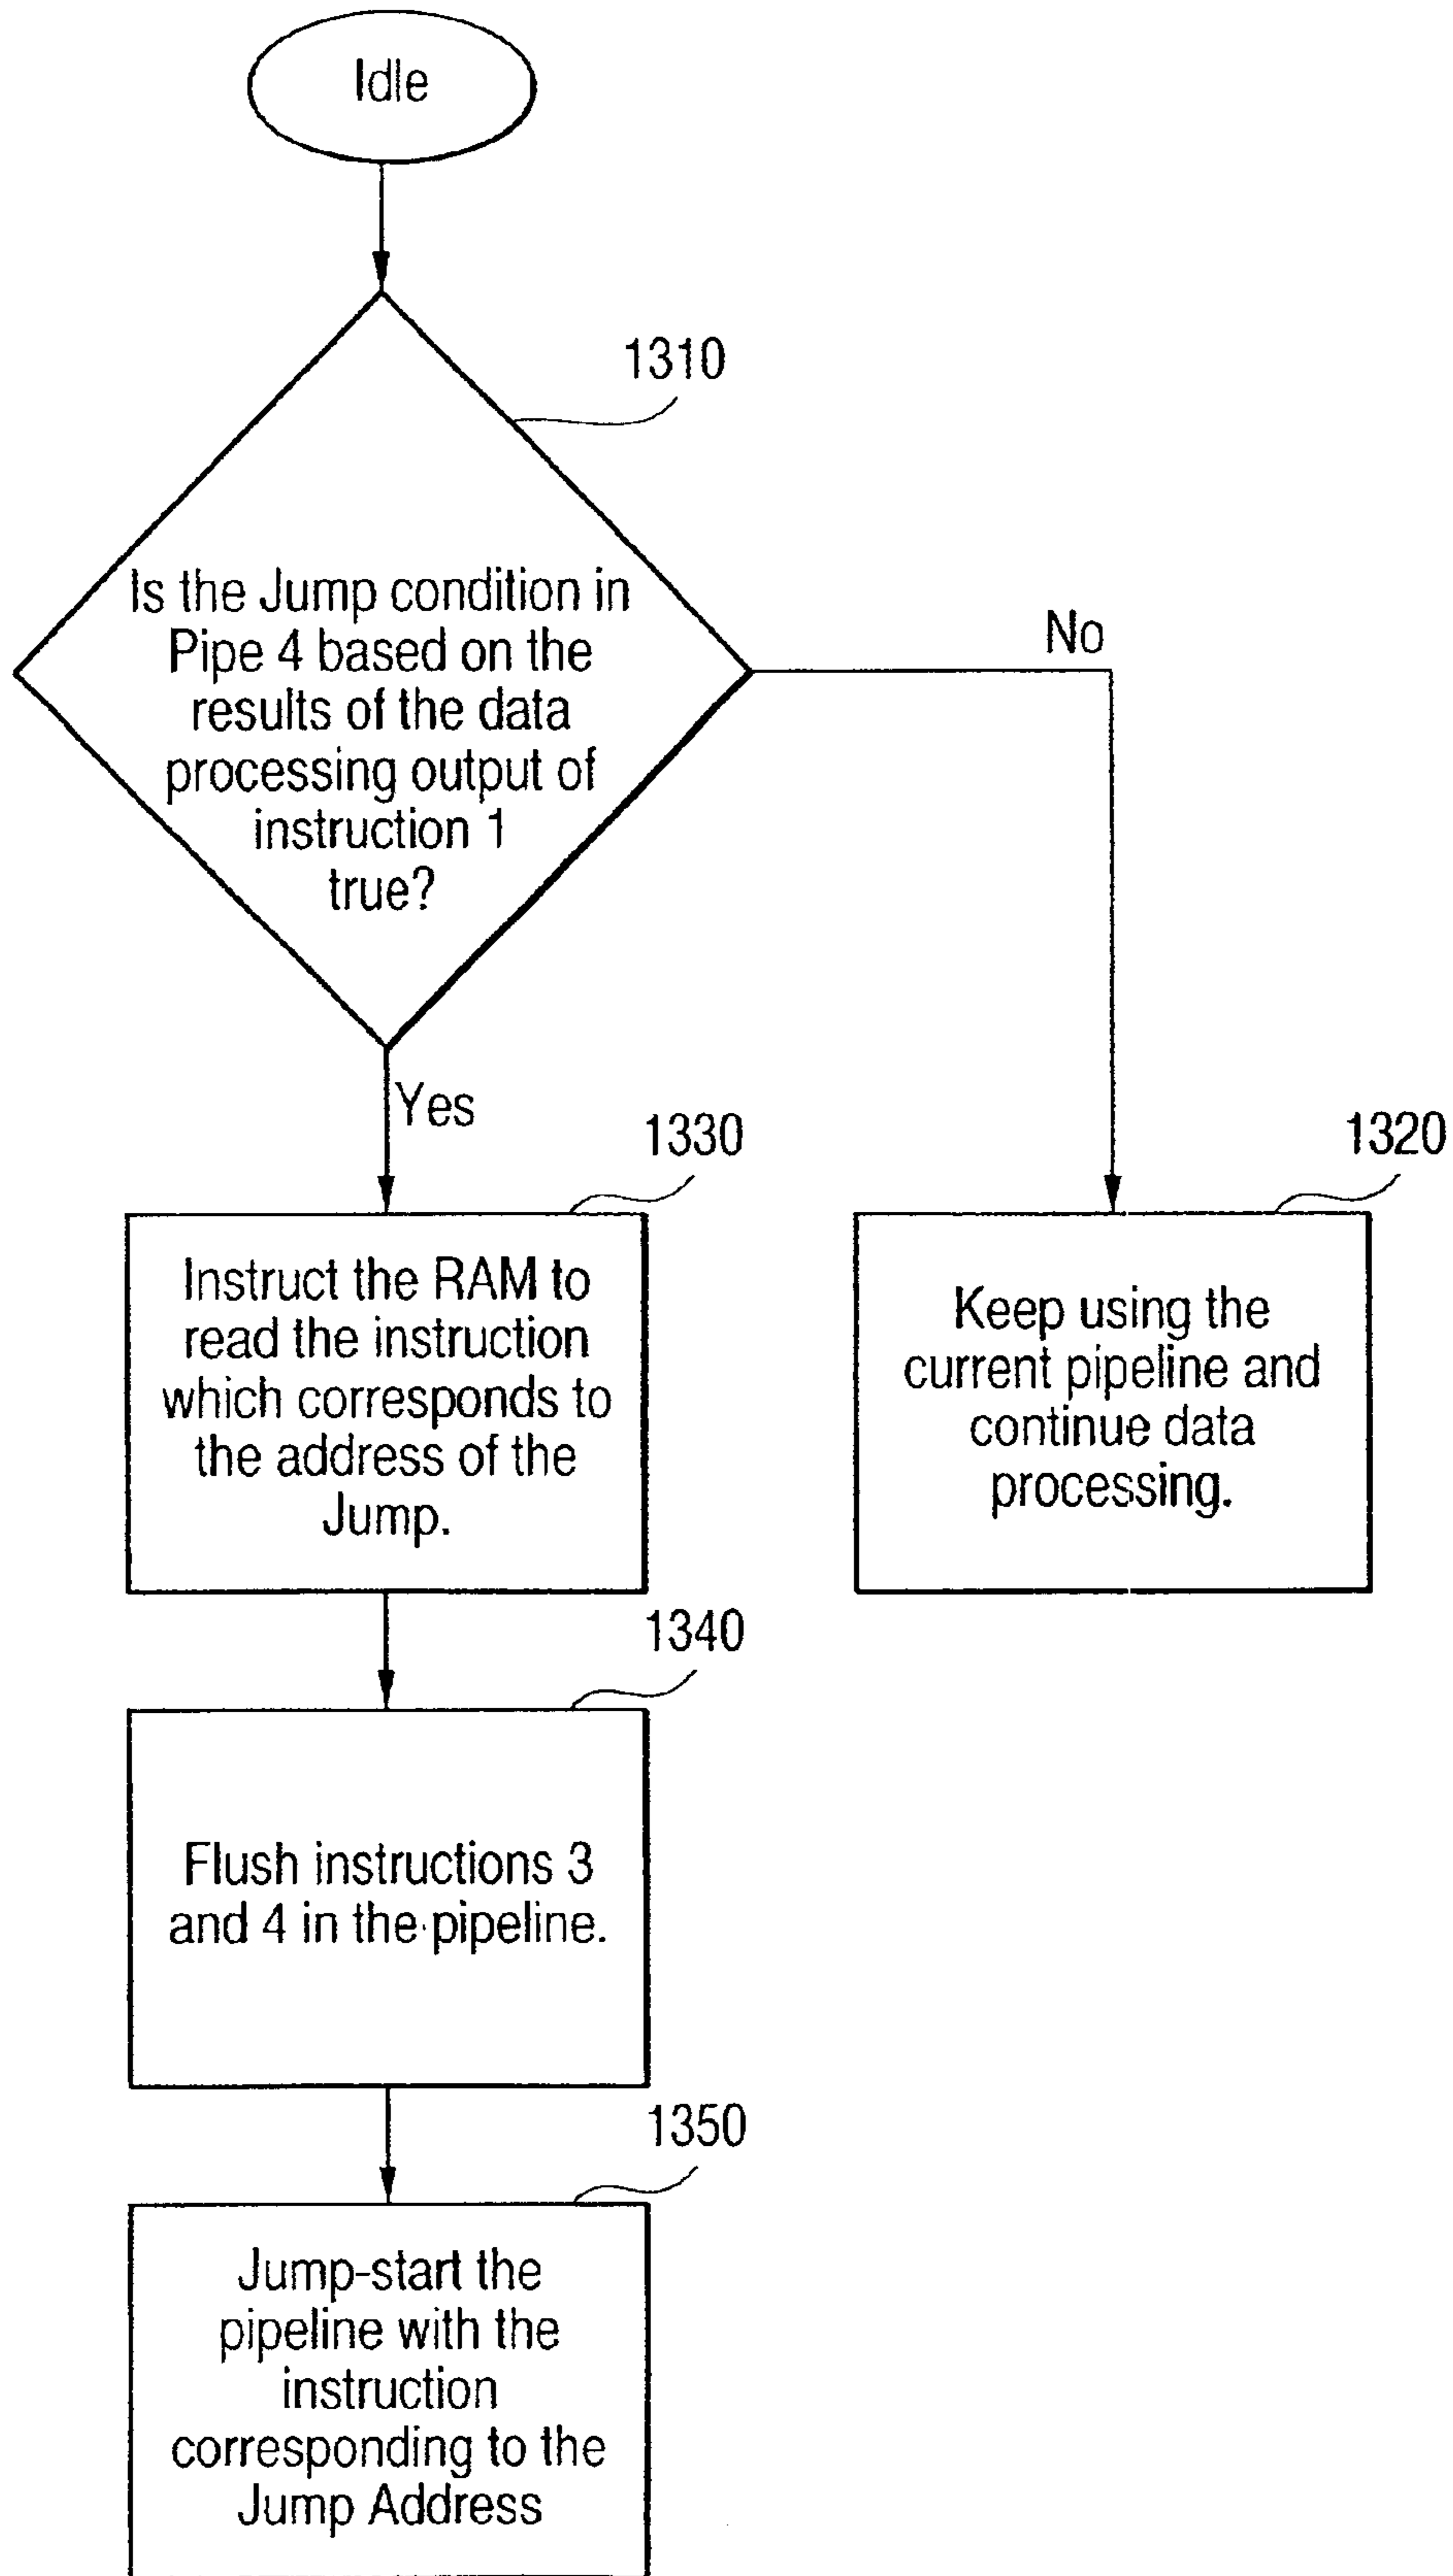 Idle
1310
Is the Jump condition in
Pipe 4 based on the
results of the data
processing output of
instruction 1
true?
No
Yes
1330
Instruct the RAM to
read the instruction
which corresponds to
the address of the
Jump.
1320
Keep using the
current pipeline and
continue data
processing.
1340
Flush instructions 3
and 4 in the pipeline.
1350
Jump-start the
pipeline with the
instruction
corresponding to the
Jump Address